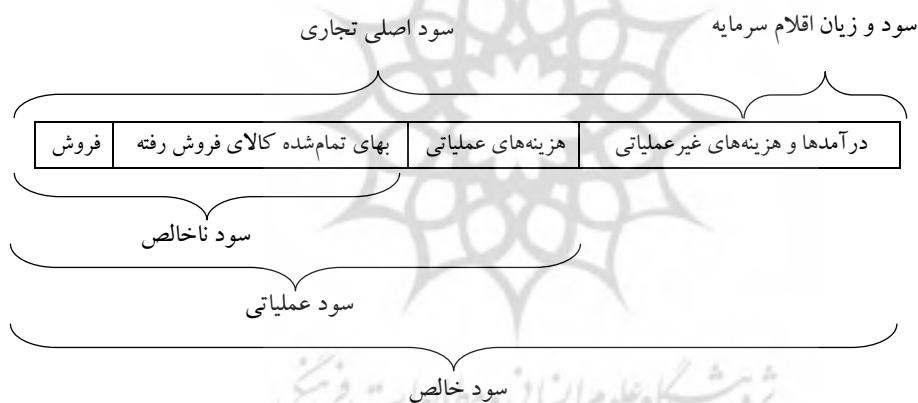 سود و زیان اقلام سرمایه
سود اصلی تجاری
درآمدها و هزینه‌های غیرعملیاتی
هزینه‌های عملیاتی
بهای تمام‌شده کالای فروش رفته
فروش
سود ناخالص
سود عملیاتی
سود خالص